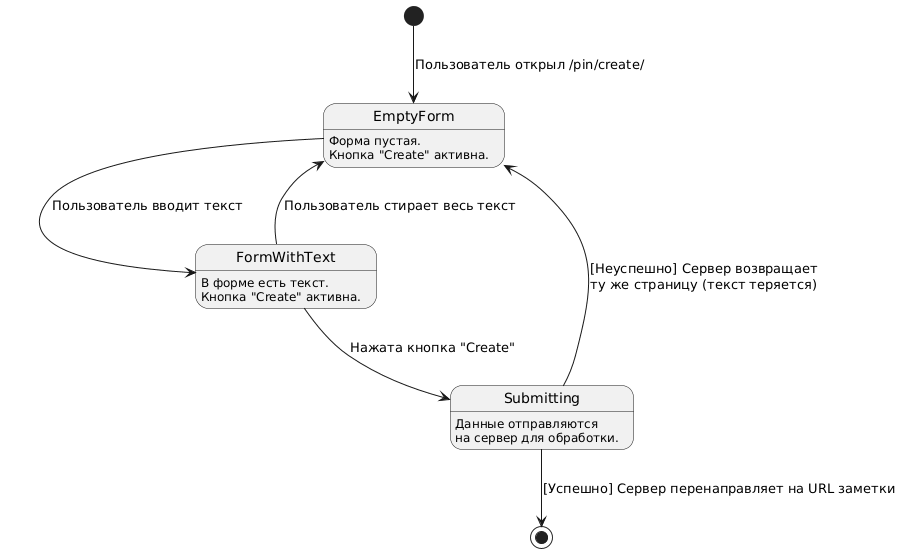 Пользователь открыл /pin/create/
EmptyForm
Форма пустая.
Кнопка "Create" активна.
Пользователь вводит текст
Пользователь стирает весь текст
FormWithText
В форме есть текст.
Кнопка "Create" активна.
[Неуспешно] Сервер возвращает
ту же страницу (текст теряется)
Нажата кнопка "Create"
Submitting
Данные отправляются
на сервер для обработки.
[Успешно] Сервер перенаправляет на URL заметки